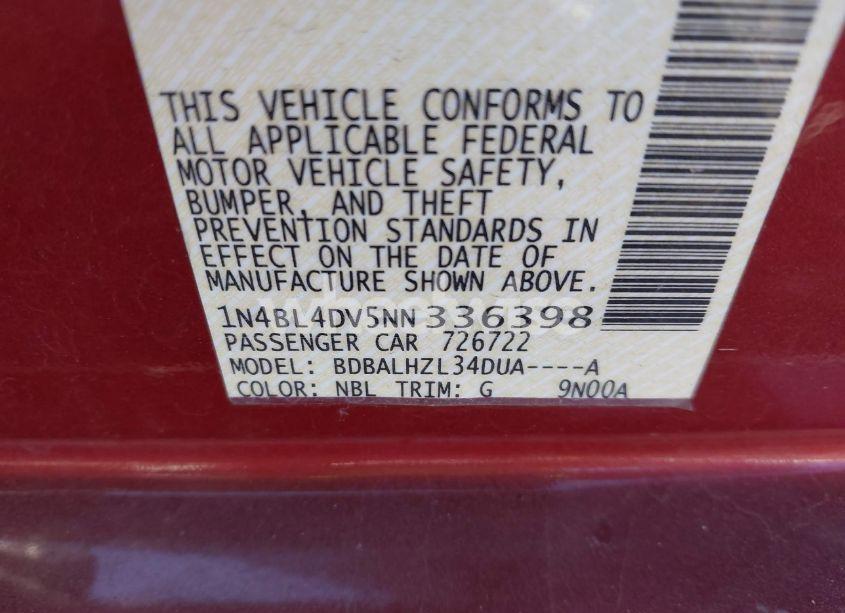 THIS VEHICLE CONFORMS TO
ALL APPLICABLE FEDERAL
MOTOR VEHICLE SAFETY,
BUMPER, AND THEFT
PREVENTION STANDARDS IN
EFFECT ON THE DATE OF
MANUFACTURE SHOWN ABOVE.
1N4BL4DV5NN336398
PASSENGER CAR 726722
MODEL: BDBALHZL34DUA----A
COLOR: NBL TRIM: G 9N00A